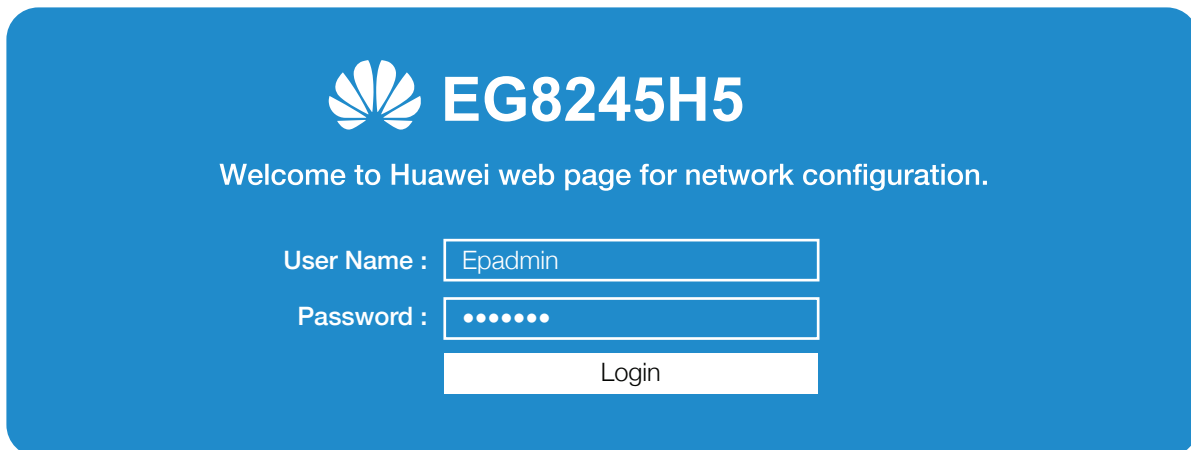 EG8245H5
Welcome to Huawei web page for network configuration.
User Name : Epadmin
Password : •••••••
Login